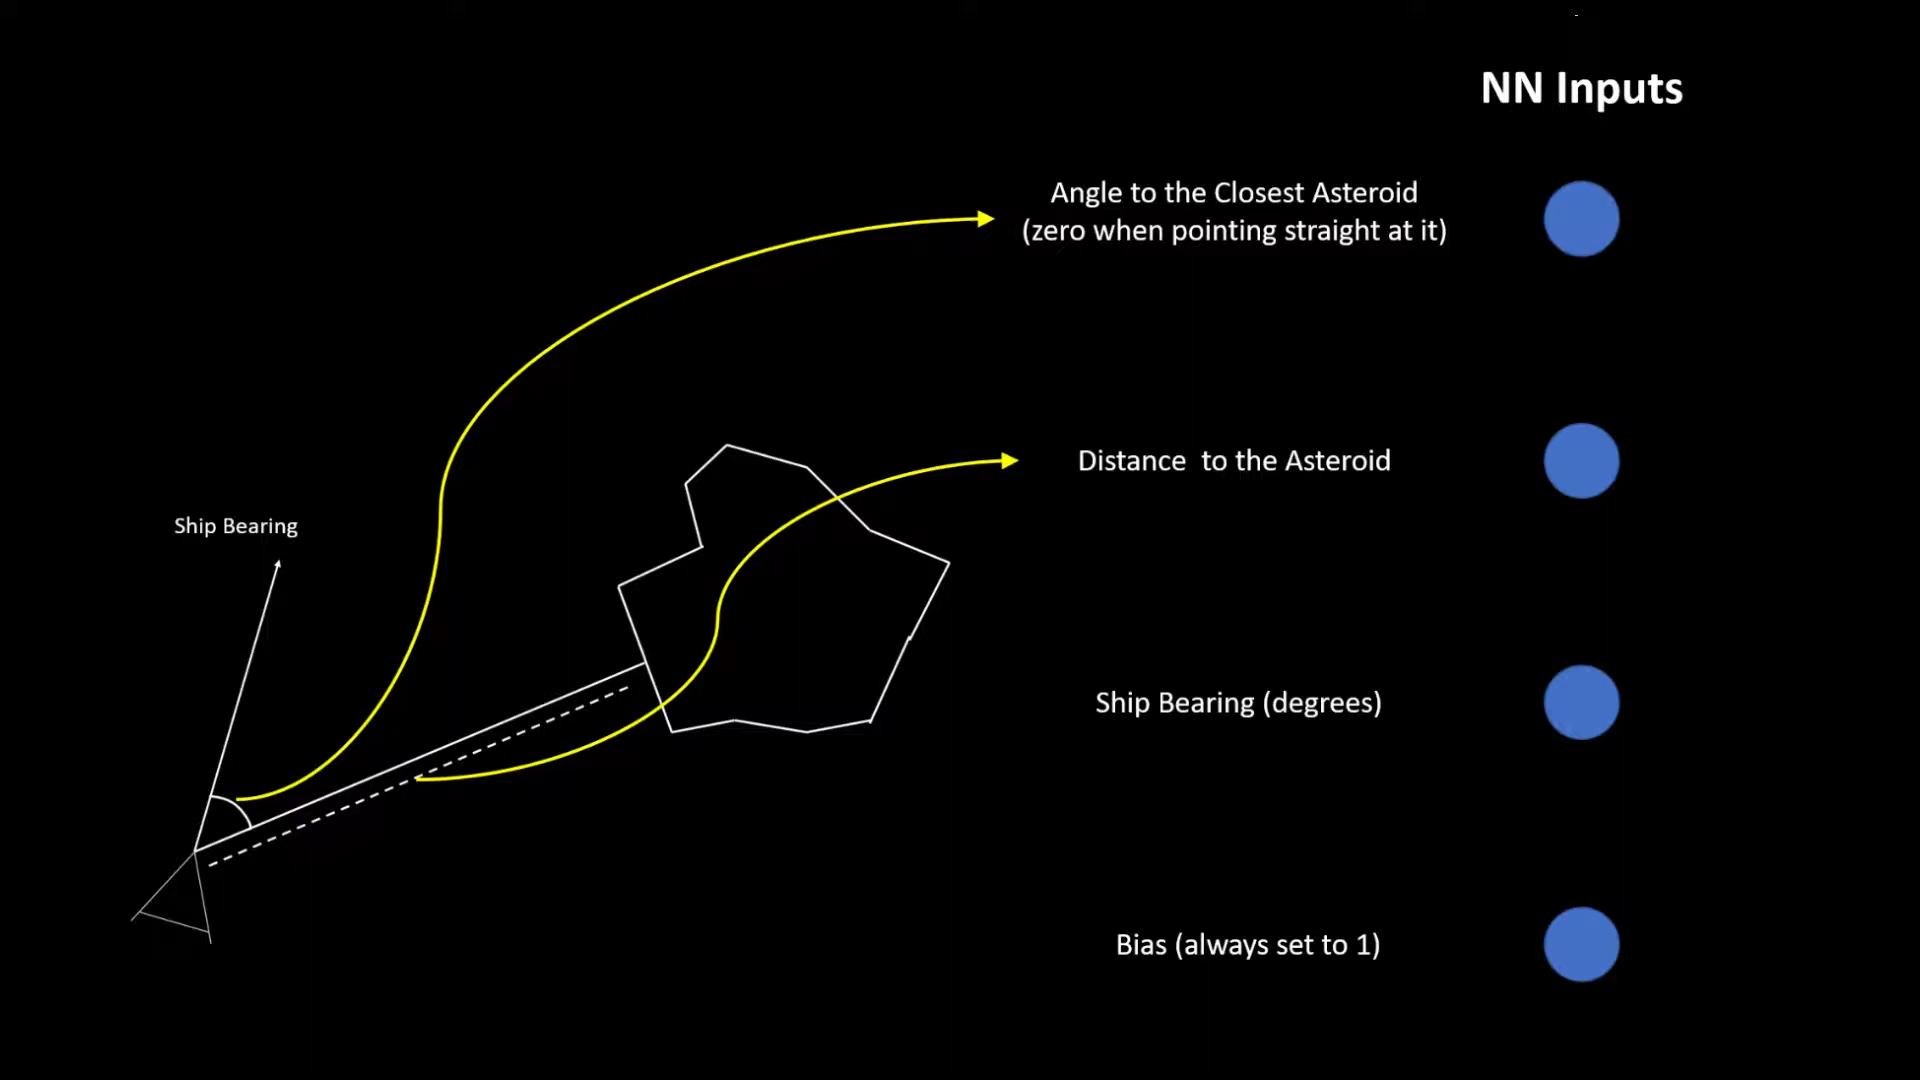 NN Inputs
Angle to the Closest Asteroid
(zero when pointing straight at it)
Distance  to the Asteroid
Ship Bearing
Ship Bearing (degrees)
Bias (always set to 1)